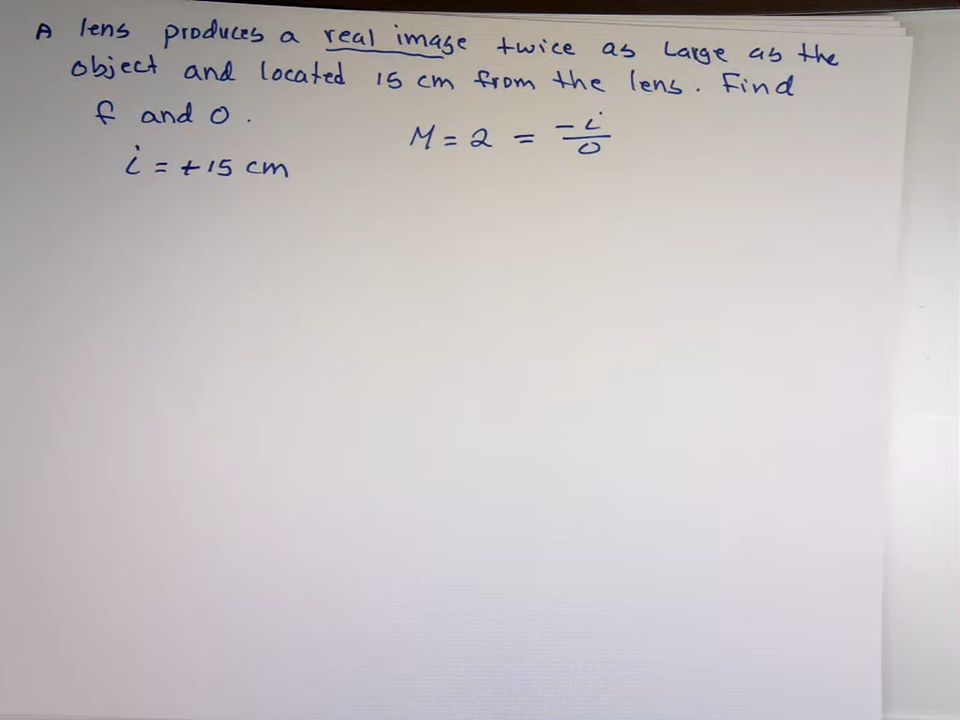 A lens produces a real image twice as large as the
object and located 15 cm from the lens. Find
f and o.
i = +15 cm
M = 2 = -i/o